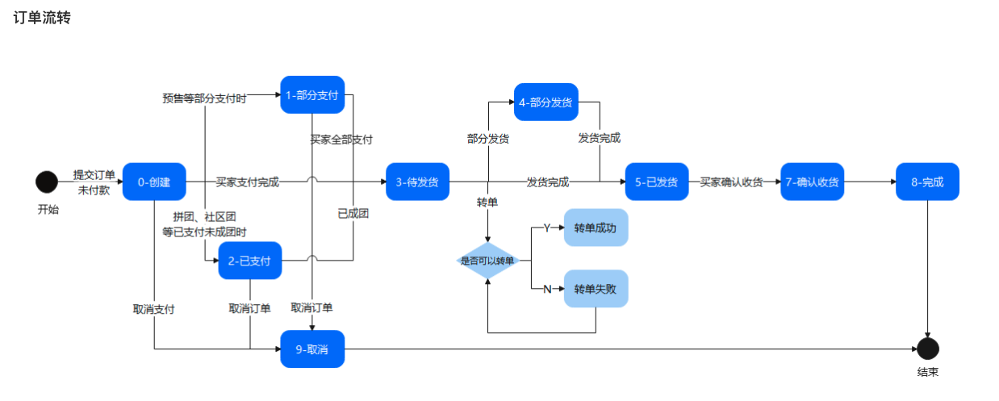 订单流转
预售等部分支付时
1-部分支付
4-部分发货
买家全部支付
部分发货
发货完成
开始
提交订单
未付款
0-创建
买家支付完成
3-待发货
发货完成
5-已发货
买家确认收货
7-确认收货
8-完成
转单
拼团、社区团
等已支付未成团时
已成团
2-已支付
是否可以转单
Y
转单成功
N
转单失败
取消支付
取消订单
取消订单
9-取消
结束